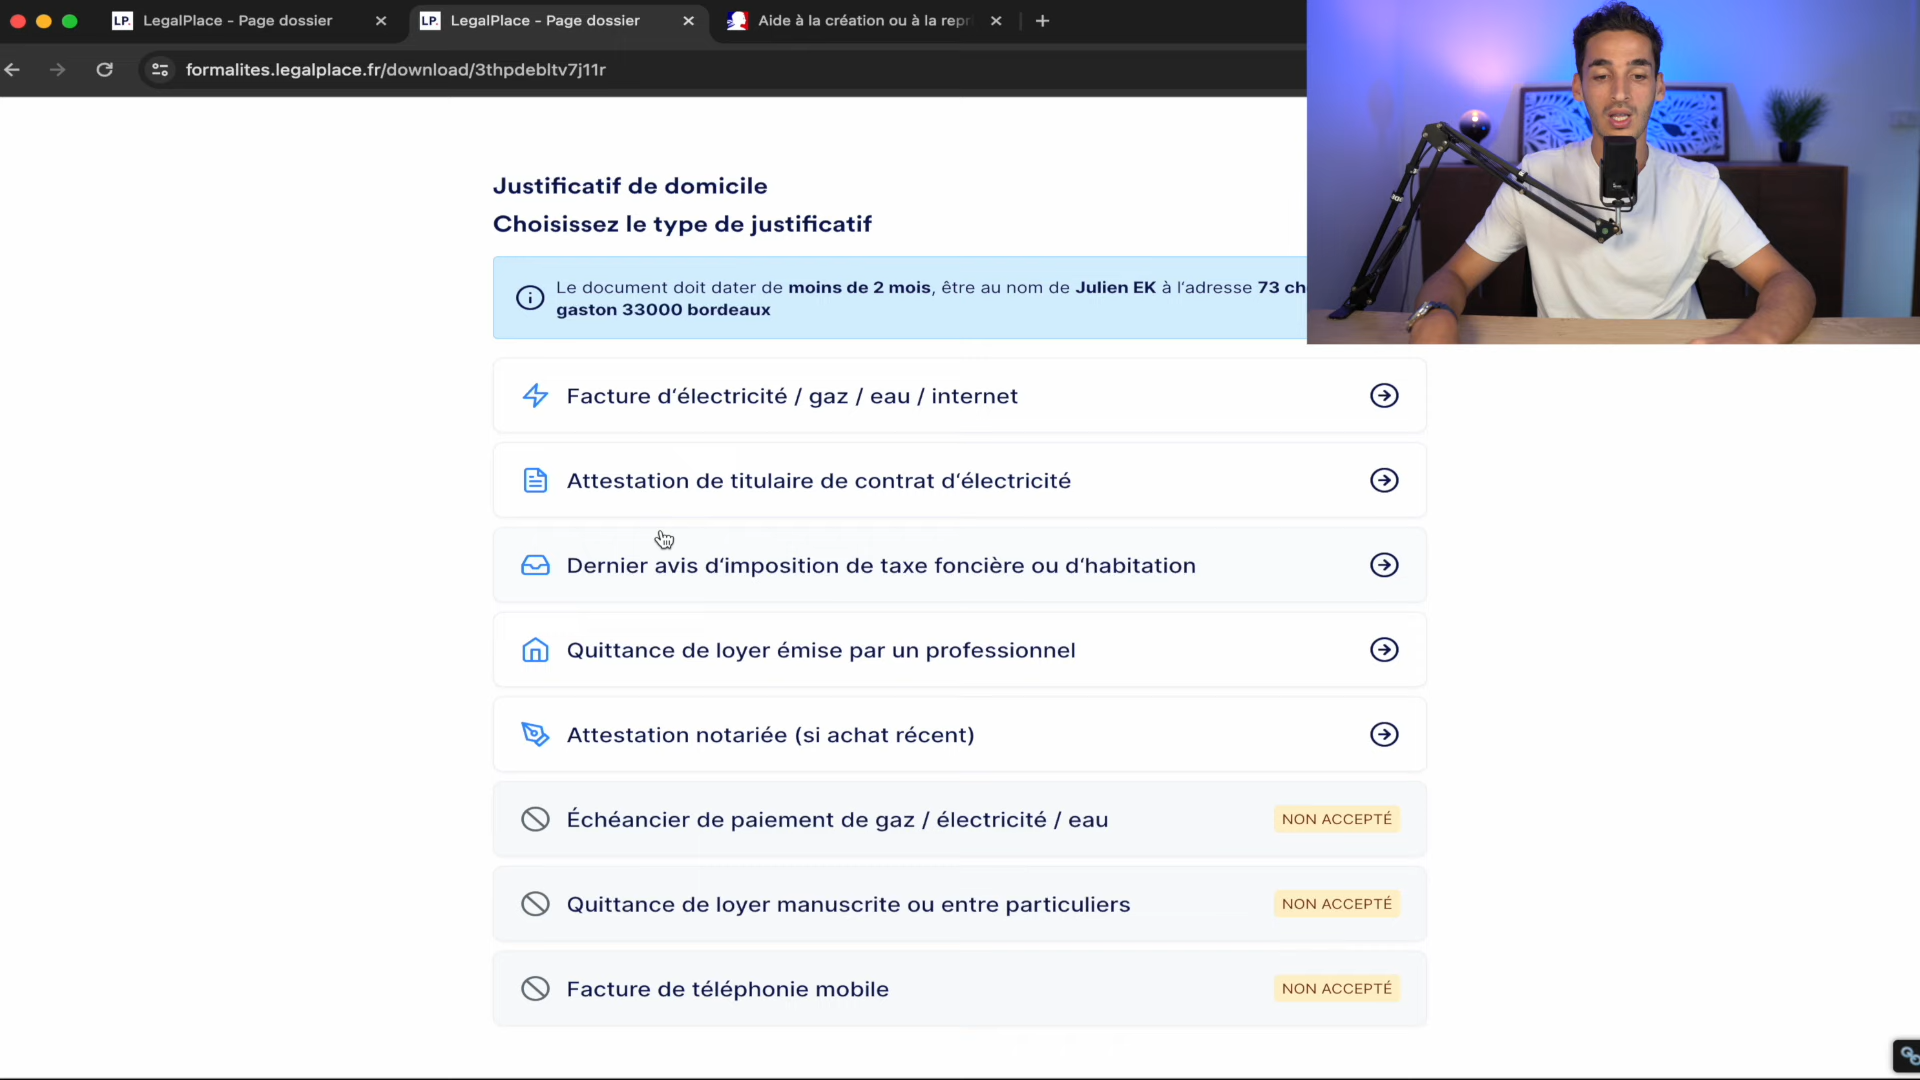 LP. LegalPlace - Page dossier
LP. LegalPlace - Page dossier
Aide à la création ou à la repr
formalites.legalplace.fr/download/3thpdebltv7j11r
Justificatif de domicile
Choisissez le type de justificatif
Le document doit dater de moins de 2 mois, être au nom de Julien EK à l'adresse 73 ch
gaston 33000 bordeaux
Facture d'électricité / gaz / eau / internet
Attestation de titulaire de contrat d'électricité
Dernier avis d'imposition de taxe foncière ou d'habitation
Quittance de loyer émise par un professionnel
Attestation notariée (si achat récent)
Échéancier de paiement de gaz / électricité / eau NON ACCEPTÉ
Quittance de loyer manuscrite ou entre particuliers NON ACCEPTÉ
Facture de téléphonie mobile NON ACCEPTÉ